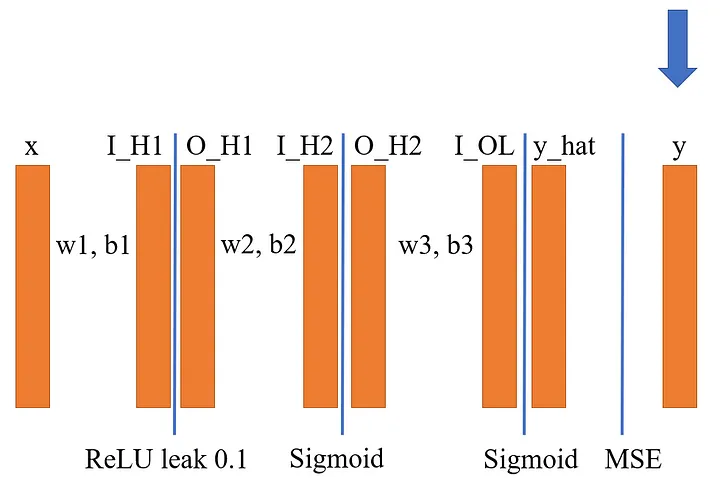 x I_H1 O_H1 I_H2 O_H2 I_OL y_hat y
w1, b1 w2, b2 w3, b3
ReLU leak 0.1 Sigmoid Sigmoid MSE